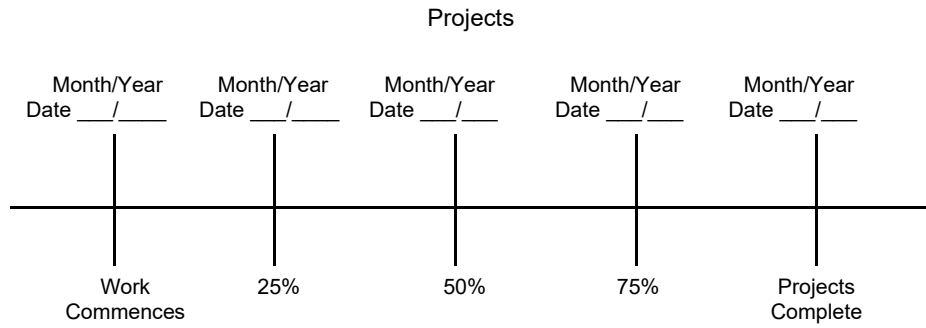 Projects
Month/Year Month/Year Month/Year Month/Year Month/Year
Date ___/____ Date ___/____ Date ___/___ Date ___/___ Date ___/___
Work 25% 50% 75% Projects
Commences Complete